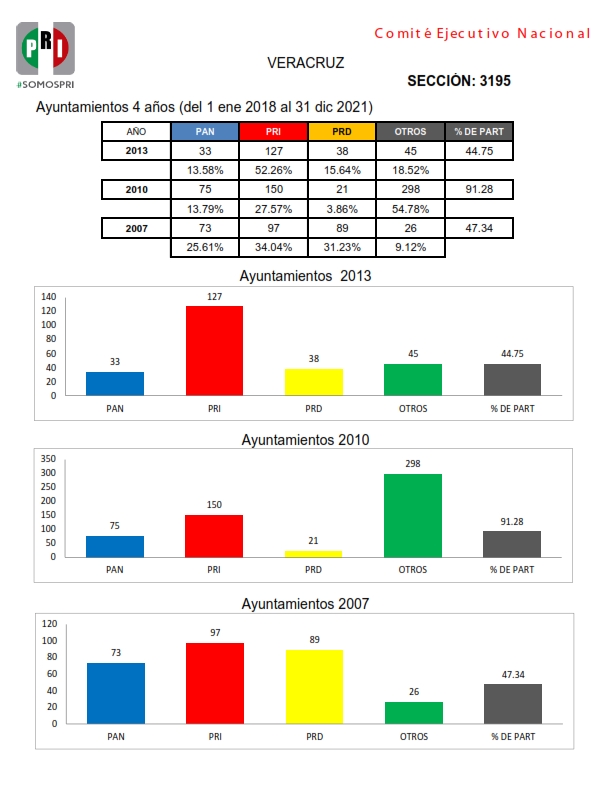 PRI
#SOMOSPRI
Comité Ejecutivo Nacional
VERACRUZ
SECCIÓN: 3195
Ayuntamientos 4 años (del 1 ene 2018 al 31 dic 2021)
AÑO PAN PRI PRD OTROS % DE PART
2013 33 127 38 45 44.75
13.58% 52.26% 15.64% 18.52%
2010 75 150 21 298 91.28
13.79% 27.57% 3.86% 54.78%
2007 73 97 89 26 47.34
25.61% 34.04% 31.23% 9.12%
Ayuntamientos 2013
140
120
100
80
60
40
20
0
33 127 38 45 44.75
PAN PRI PRD OTROS % DE PART
Ayuntamientos 2010
350
300
250
200
150
100
50
0
75 150 21 298 91.28
PAN PRI PRD OTROS % DE PART
Ayuntamientos 2007
120
100
80
60
40
20
0
73 97 89 26 47.34
PAN PRI PRD OTROS % DE PART